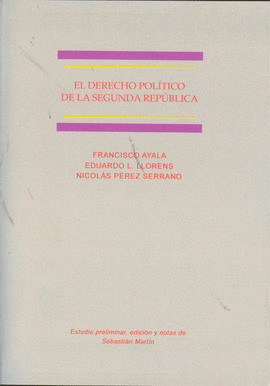 EL DERECHO POLÍTICO
DE LA SEGUNDA REPÚBLICA
FRANCISCO AYALA
EDUARDO L. LLORENS
NICOLÁS PÉREZ SERRANO
Estudio preliminar, edición y notas de
Sebastián Martín